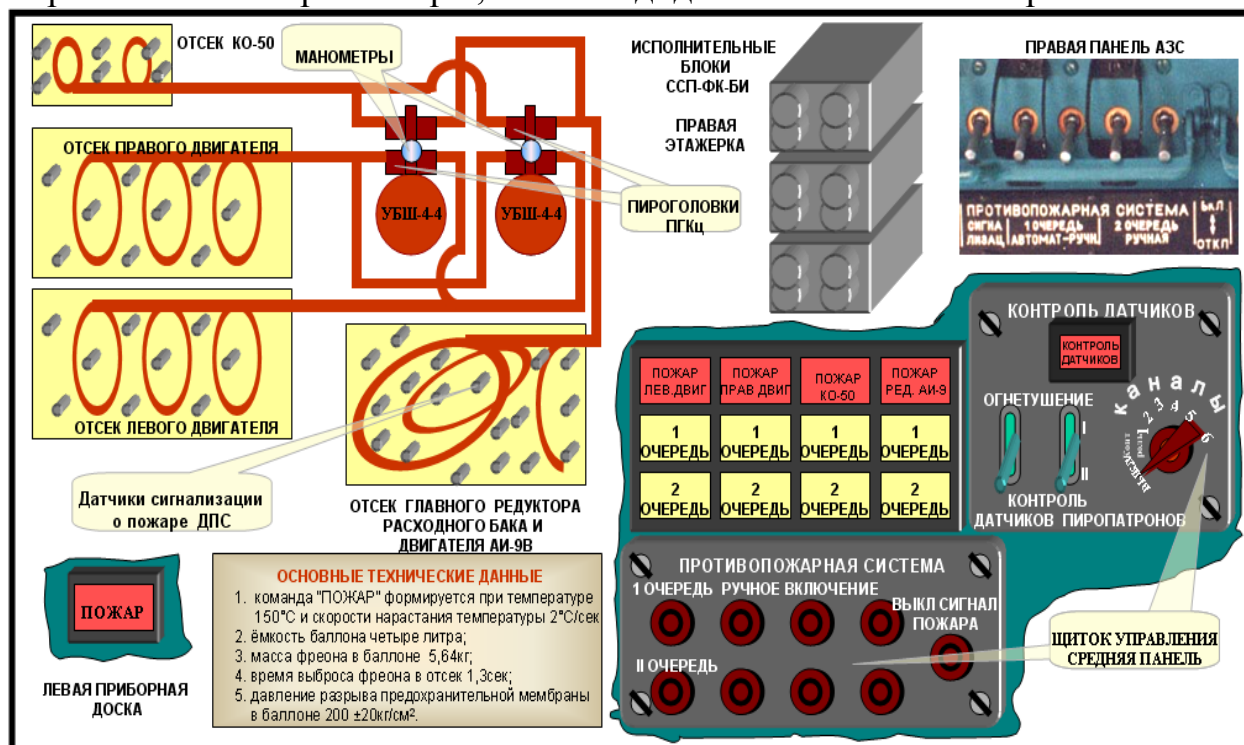 ОТСЕК КО-50
МАНОМЕТРЫ
ИСПОЛНИТЕЛЬНЫЕ
БЛОКИ
ССП-ФК-БИ
ПРАВАЯ
ЭТАЖЕРКА
ПРАВАЯ ПАНЕЛЬ АЗС
ОТСЕК ПРАВОГО ДВИГАТЕЛЯ
УБШ-4-4
УБШ-4-4
ПИРОГОЛОВКИ
ПГКц
ПРОТИВОПОЖАРНАЯ СИСТЕМА
СИГНА
ЛИЗАЦ
1 ОЧЕРЕДЬ
АВТОМАТ-РУЧН
2 ОЧЕРЕДЬ
РУЧНАЯ
ВКЛ
ОТКЛ
ОТСЕК ЛЕВОГО ДВИГАТЕЛЯ
Датчики сигнализации
о пожаре ДПС
ОТСЕК ГЛАВНОГО РЕДУКТОРА
РАСХОДНОГО БАКА И
ДВИГАТЕЛЯ АИ-9В
КОНТРОЛЬ ДАТЧИКОВ
КОНТРОЛЬ
ДАТЧИКОВ
каналы
ОГНЕТУШЕНИЕ
1 2 3 4 5 6
I
II
КОНТРОЛЬ
ДАТЧИКОВ ПИРОПАТРОНОВ
ПОЖАР
ЛЕВ.ДВИГ
ПОЖАР
ПРАВ ДВИГ
ПОЖАР
КО-50
ПОЖАР
РЕД. АИ-9
1
ОЧЕРЕДЬ
1
ОЧЕРЕДЬ
1
ОЧЕРЕДЬ
1
ОЧЕРЕДЬ
2
ОЧЕРЕДЬ
2
ОЧЕРЕДЬ
2
ОЧЕРЕДЬ
2
ОЧЕРЕДЬ
ПРОТИВОПОЖАРНАЯ СИСТЕМА
1 ОЧЕРЕДЬ РУЧНОЕ ВКЛЮЧЕНИЕ
ВЫКЛ СИГНАЛ
ПОЖАРА
II ОЧЕРЕДЬ
ЩИТОК УПРАВЛЕНИЯ
СРЕДНЯЯ ПАНЕЛЬ
ПОЖАР
ЛЕВАЯ ПРИБОРНАЯ
ДОСКА
ОСНОВНЫЕ ТЕХНИЧЕСКИЕ ДАННЫЕ
1. команда "ПОЖАР" формируется при температуре
150°С и скорости нарастания температуры 2°С/сек
2. ёмкость баллона четыре литра;
3. масса фреона в баллоне 5,64кг;
4. время выброса фреона в отсек 1,3сек;
5. давление разрыва предохранительной мембраны
в баллоне 200 ±20кг/см².